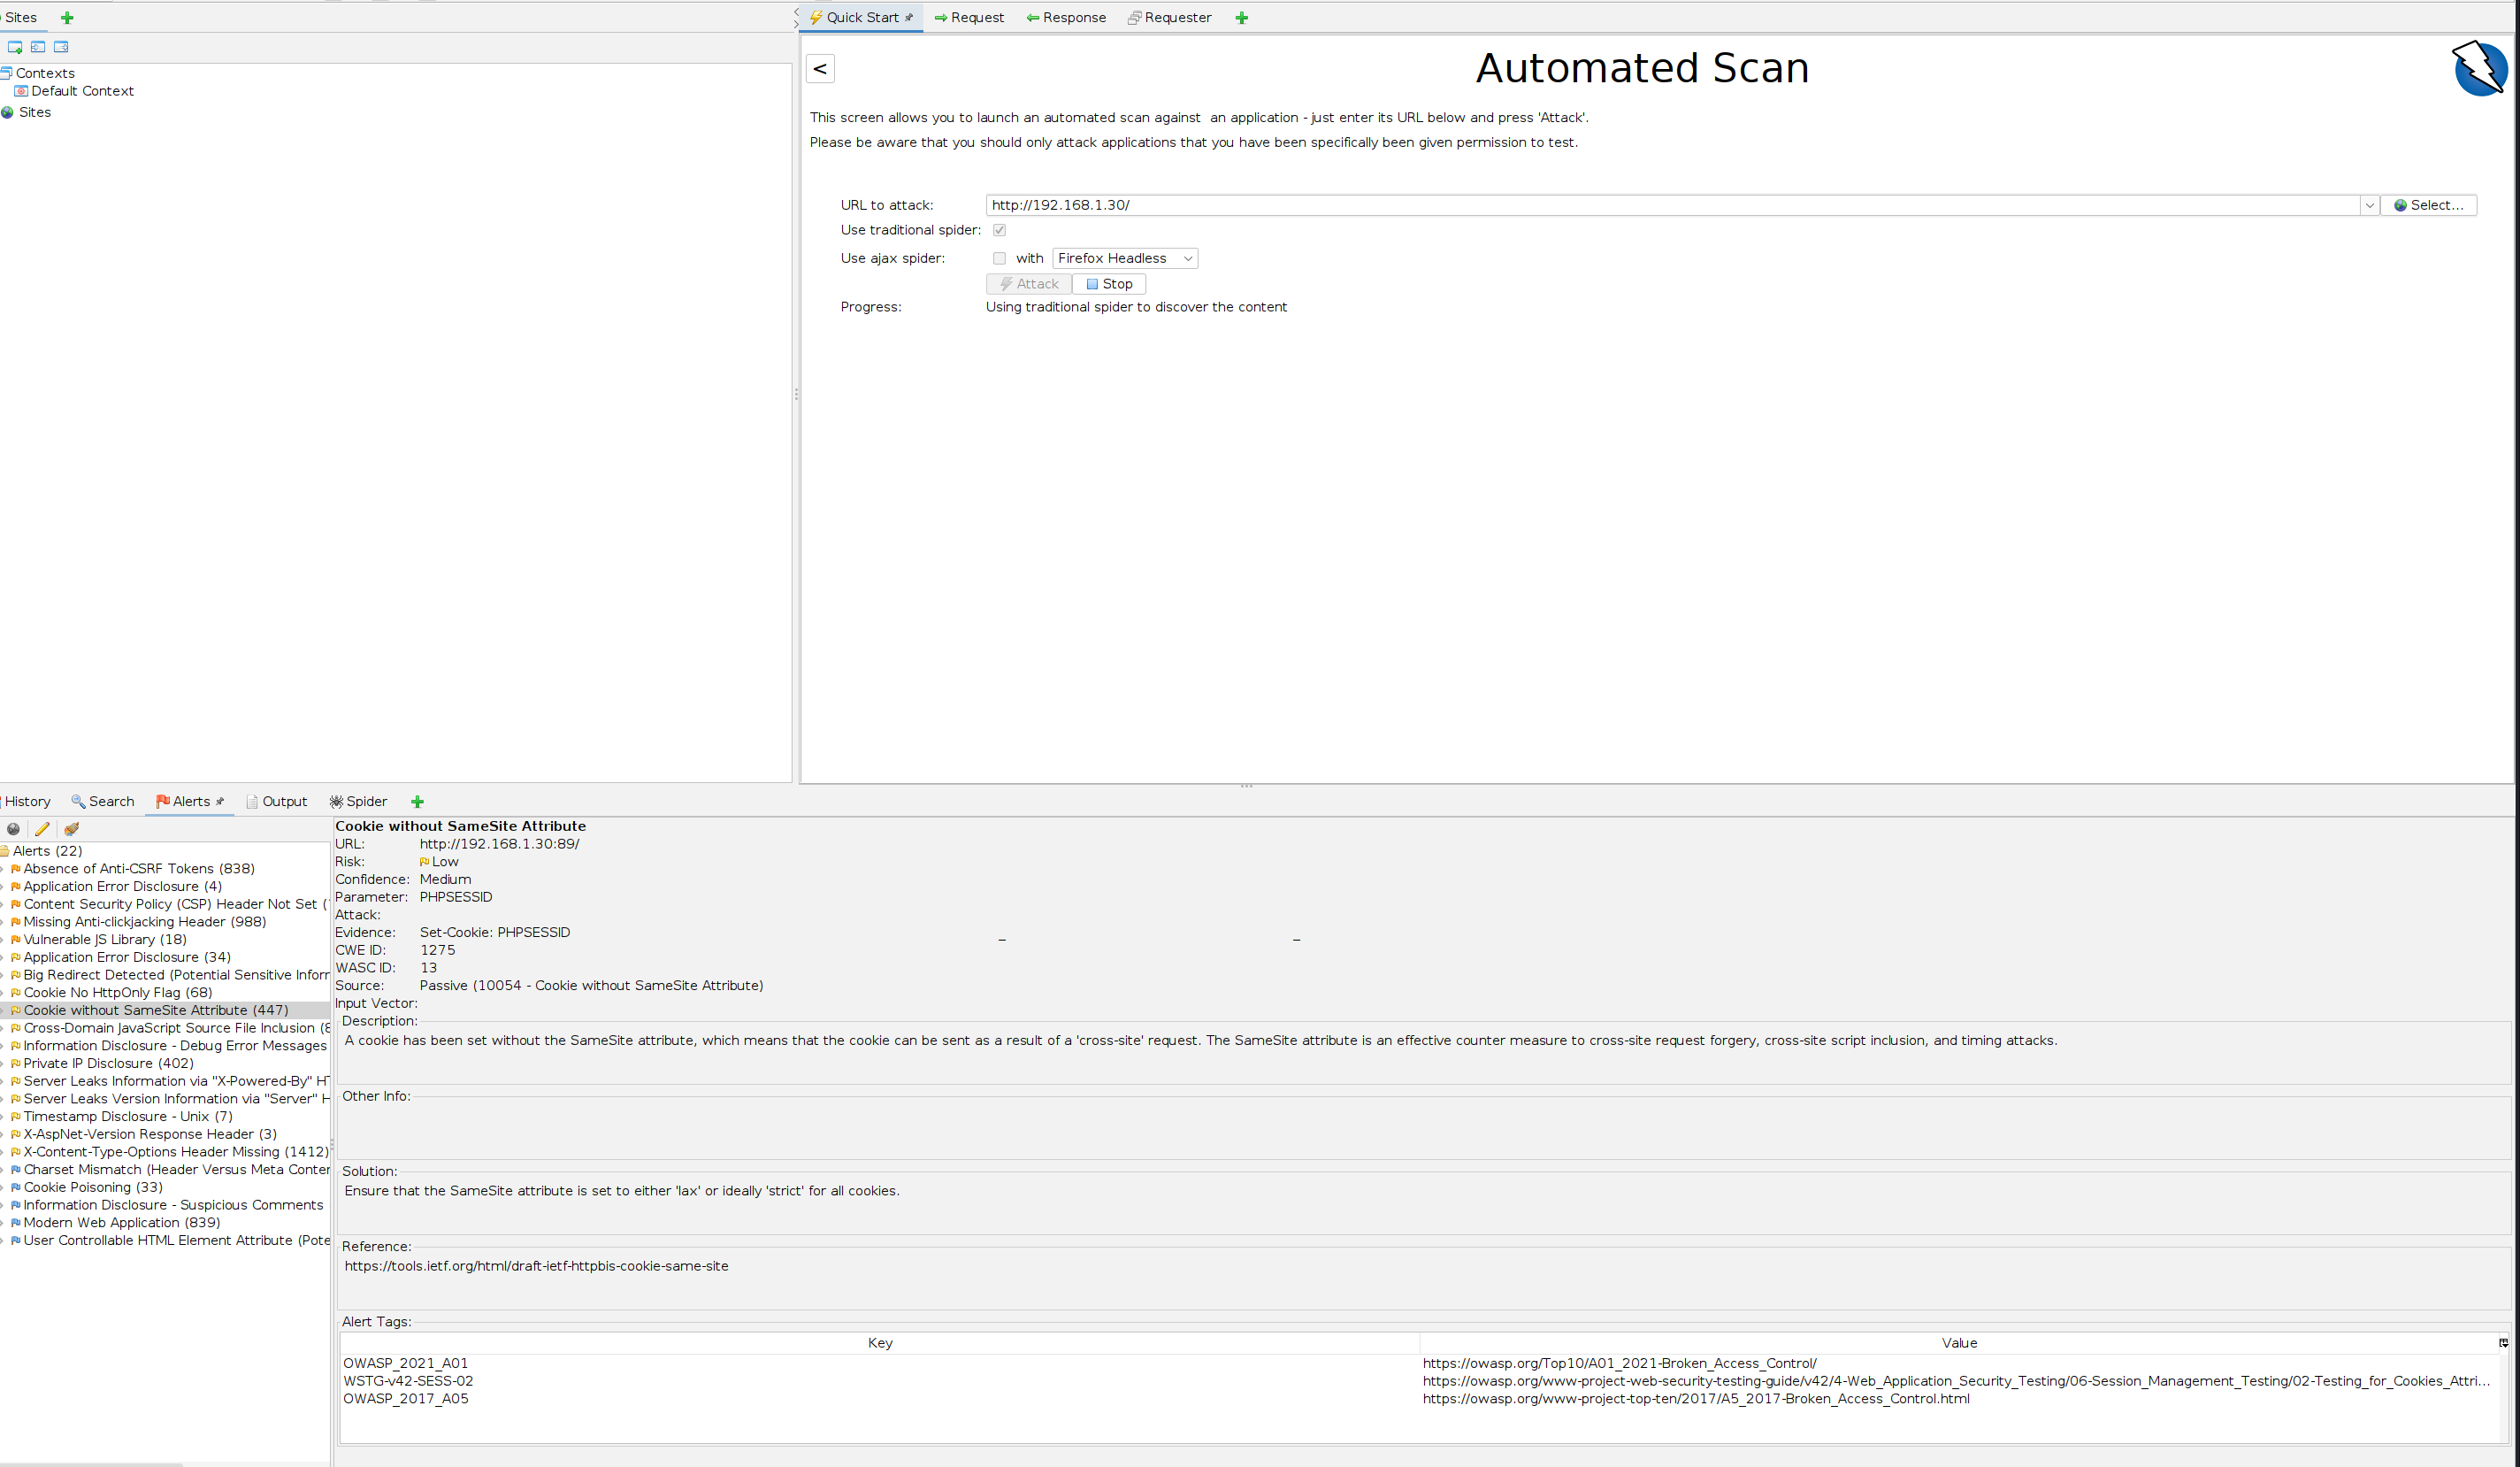 Sites
Quick Start
Request
Response
Requester
Contexts
Default Context
Sites
<
Automated Scan
This screen allows you to launch an automated scan against  an application - just enter its URL below and press 'Attack'.
Please be aware that you should only attack applications that you have been specifically been given permission to test.
URL to attack:
http://192.168.1.30/
Select...
Use traditional spider:
Use ajax spider:
with
Firefox Headless
Attack
Stop
Progress:
Using traditional spider to discover the content
History
Search
Alerts
Output
Spider
Alerts (22)
Absence of Anti-CSRF Tokens (838)
Application Error Disclosure (4)
Content Security Policy (CSP) Header Not Set (
Missing Anti-clickjacking Header (988)
Vulnerable JS Library (18)
Application Error Disclosure (34)
Big Redirect Detected (Potential Sensitive Infor
Cookie No HttpOnly Flag (68)
Cookie without SameSite Attribute (447)
Cross-Domain JavaScript Source File Inclusion (
Information Disclosure - Debug Error Messages
Private IP Disclosure (402)
Server Leaks Information via "X-Powered-By" HT
Server Leaks Version Information via "Server" H
Timestamp Disclosure - Unix (7)
X-AspNet-Version Response Header (3)
X-Content-Type-Options Header Missing (1412)
Charset Mismatch (Header Versus Meta Conter
Cookie Poisoning (33)
Information Disclosure - Suspicious Comments
Modern Web Application (839)
User Controllable HTML Element Attribute (Pote
Cookie without SameSite Attribute
URL: http://192.168.1.30:89/
Risk: Low
Confidence: Medium
Parameter: PHPSESSID
Attack:
Evidence: Set-Cookie: PHPSESSID
CWE ID: 1275
WASC ID: 13
Source: Passive (10054 - Cookie without SameSite Attribute)
Input Vector:
Description:
A cookie has been set without the SameSite attribute, which means that the cookie can be sent as a result of a 'cross-site' request. The SameSite attribute is an effective counter measure to cross-site request forgery, cross-site script inclusion, and timing attacks.
Other Info:
Solution:
Ensure that the SameSite attribute is set to either 'lax' or ideally 'strict' for all cookies.
Reference:
https://tools.ietf.org/html/draft-ietf-httpbis-cookie-same-site
Alert Tags:
Key Value
OWASP_2021_A01 https://owasp.org/Top10/A01_2021-Broken_Access_Control/
WSTG-v42-SESS-02 https://owasp.org/www-project-web-security-testing-guide/v42/4-Web_Application_Security_Testing/06-Session_Management_Testing/02-Testing_for_Cookies_Attri...
OWASP_2017_A05 https://owasp.org/www-project-top-ten/2017/A5_2017-Broken_Access_Control.html